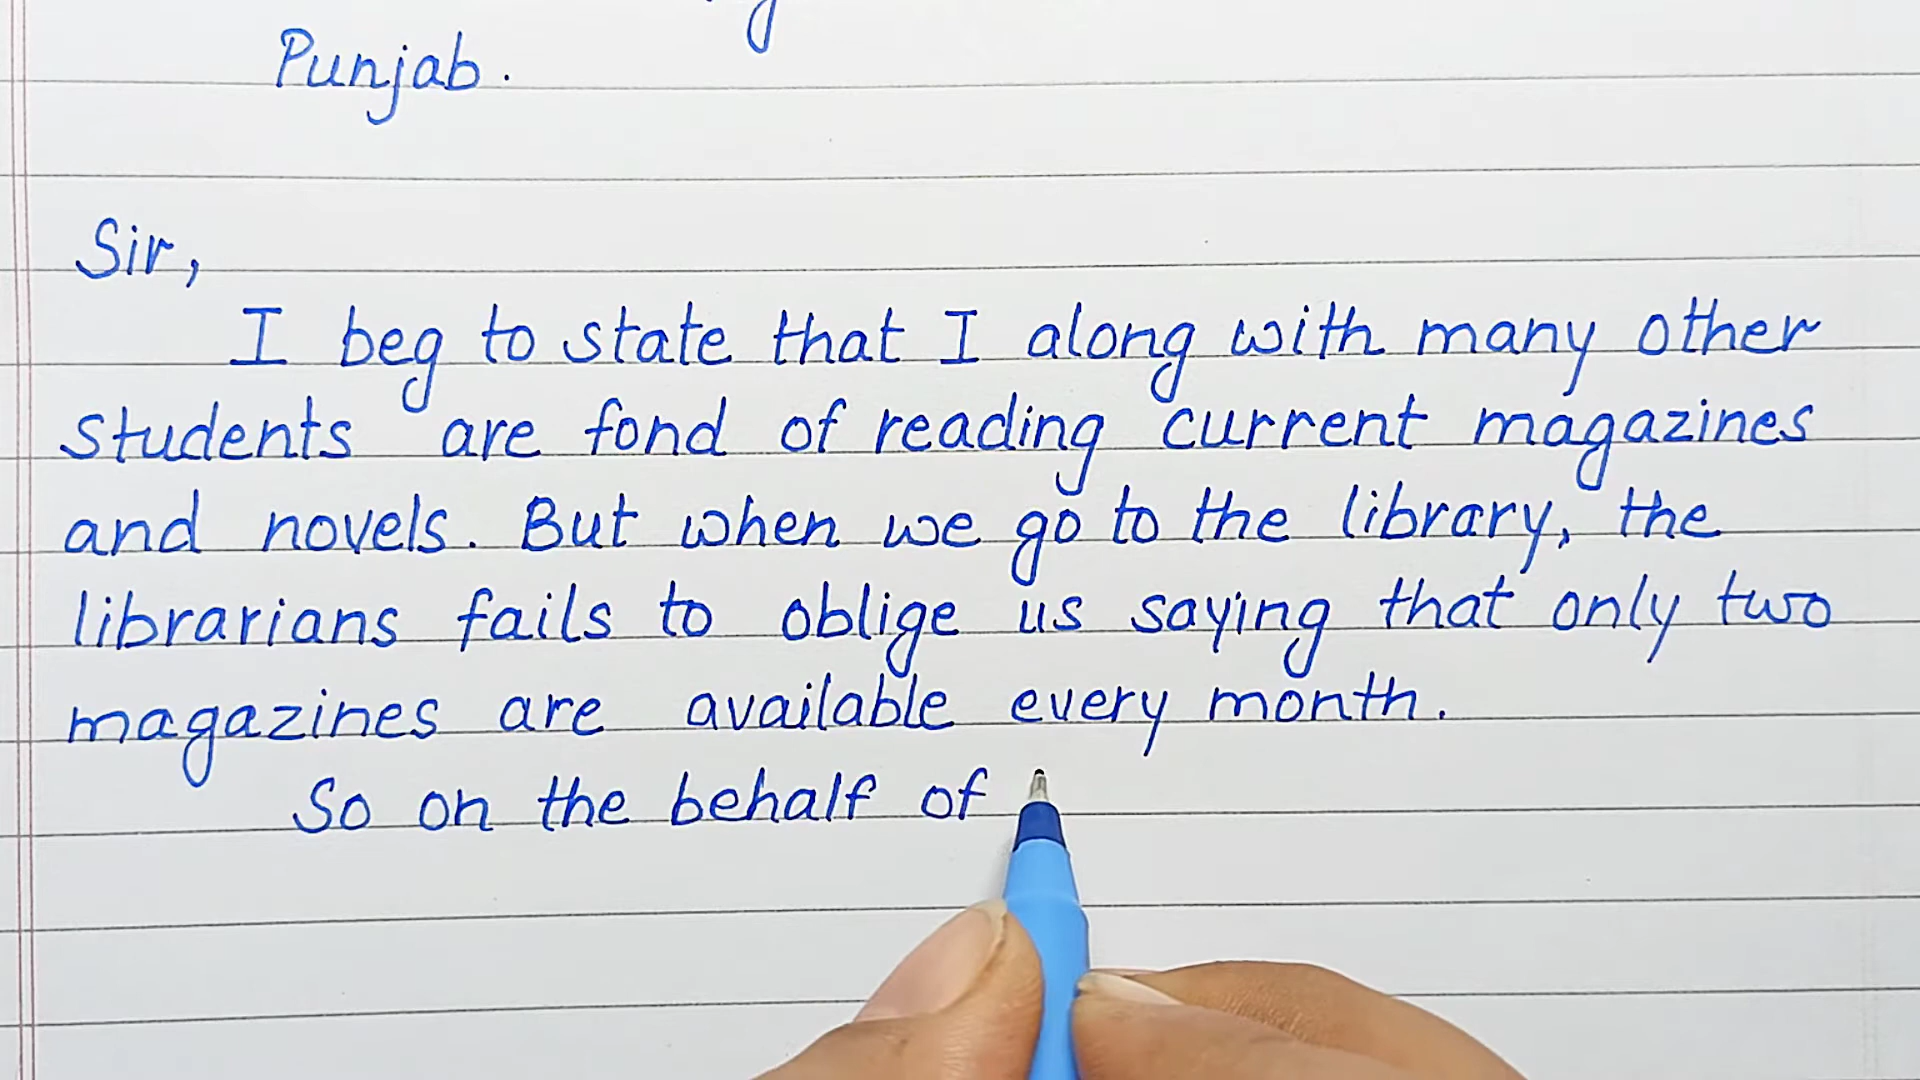 Punjab.
Sir,
I beg to state that I along with many other
students are fond of reading current magazines
and novels. But when we go to the library, the
librarians fails to oblige us saying that only two
magazines are available every month.
So on the behalf of